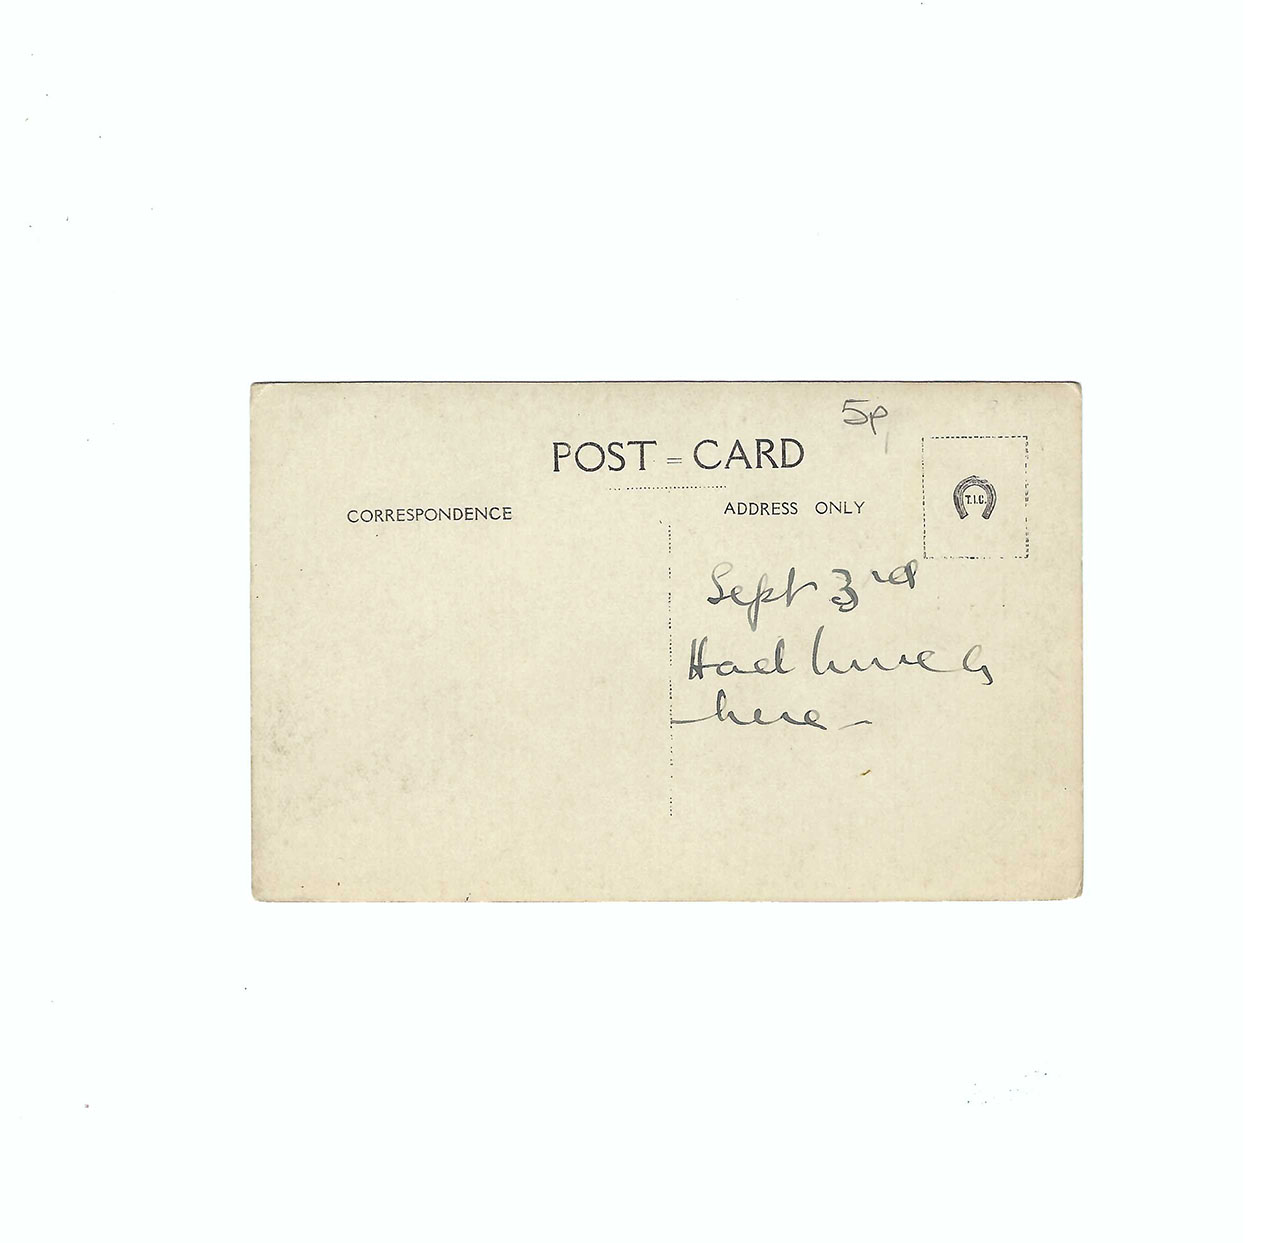 5p
POST = CARD
CORRESPONDENCE
ADDRESS ONLY
T.I.C.
Sept 3rd
Had lunch
here -